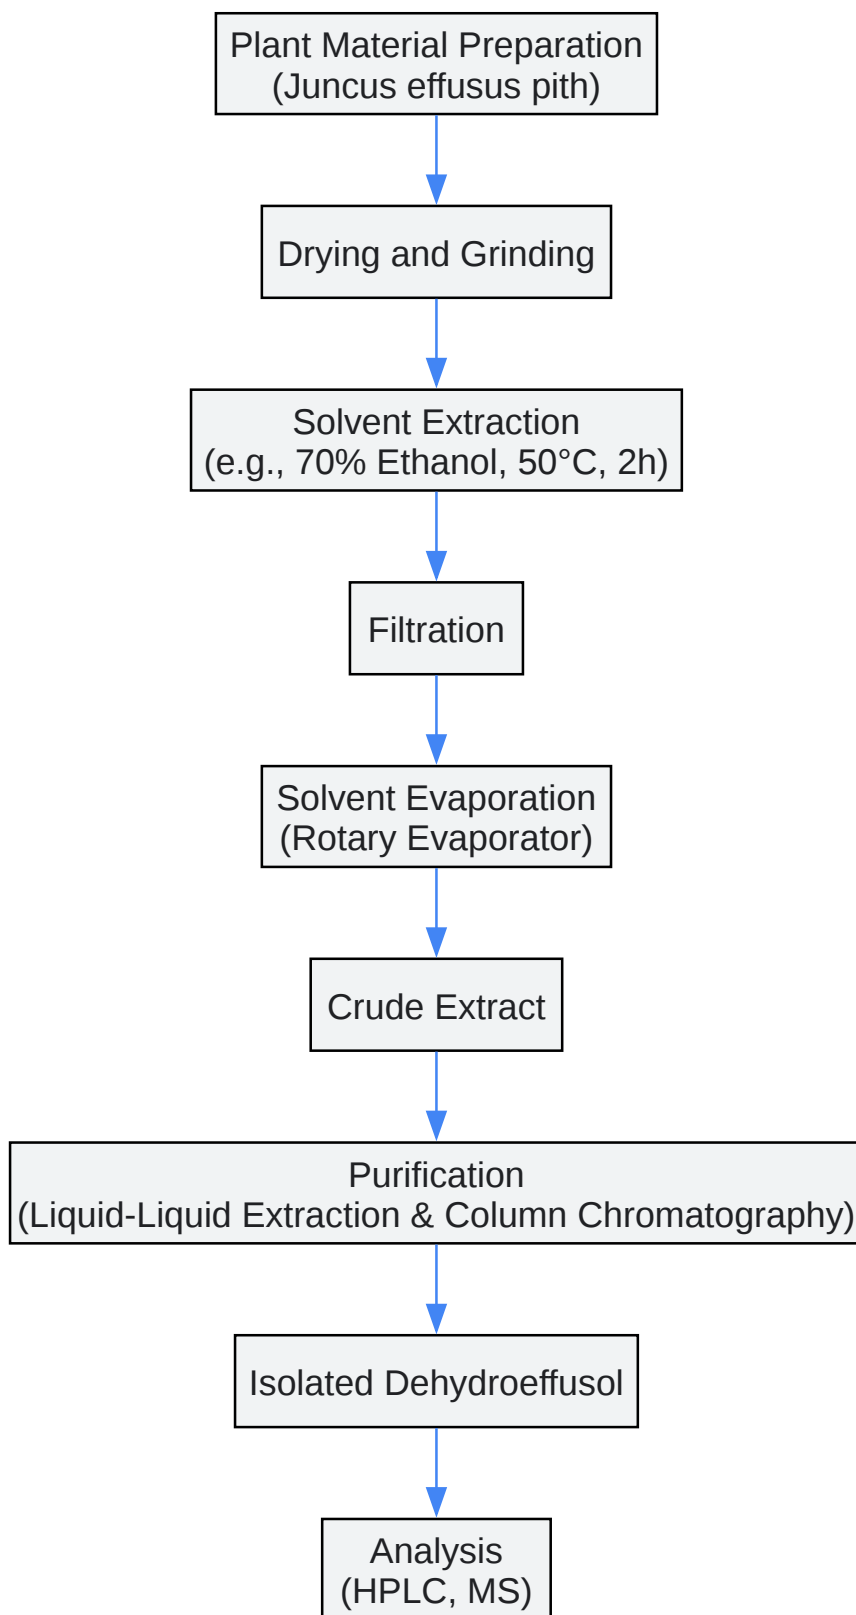 Plant Material Preparation
(Juncus effusus pith)
Drying and Grinding
Solvent Extraction
(e.g., 70% Ethanol, 50°C, 2h)
Filtration
Solvent Evaporation
(Rotary Evaporator)
Crude Extract
Purification
(Liquid-Liquid Extraction & Column Chromatography)
Isolated Dehydroeffusol
Analysis
(HPLC, MS)